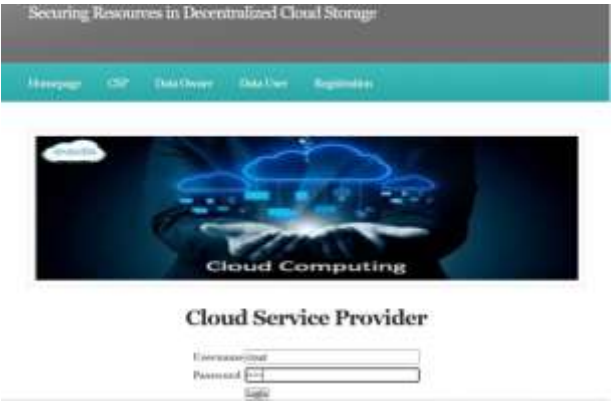 Securing Resources in Decentralized Cloud Storage
Homepage CSP Data Owner Data User Registration
Cloud Computing
Cloud Service Provider
Username
Password
Login